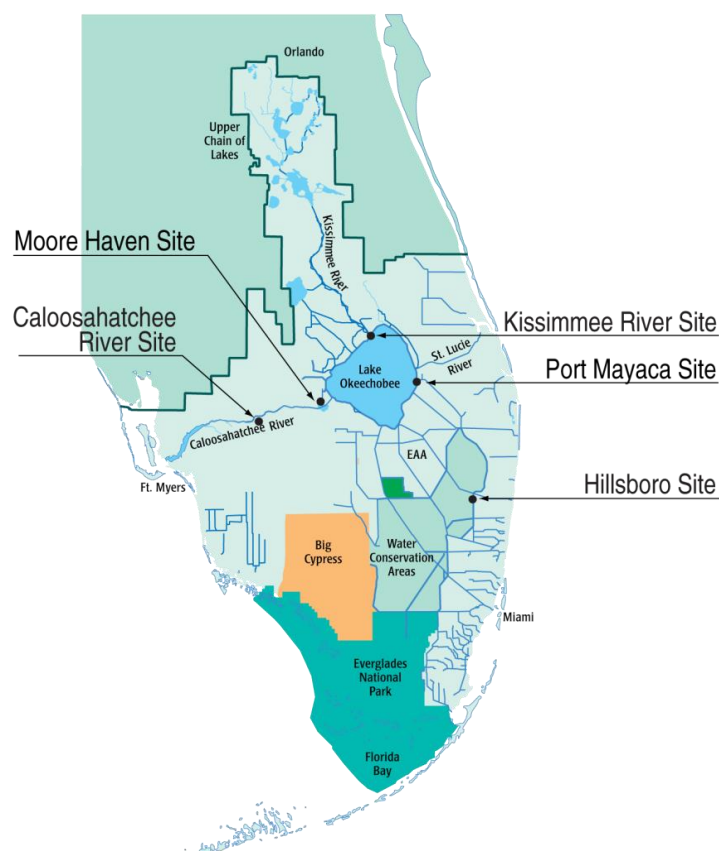 Orlando
Upper
Chain of
Lakes
Kissimmee River
Moore Haven Site
Caloosahatchee
River Site
Kissimmee River Site
St. Lucie
River
Lake
Okeechobee
Port Mayaca Site
Caloosahatchee River
EAA
Ft. Myers
Hillsboro Site
Big
Cypress
Water
Conservation
Areas
Miami
Everglades
National
Park
Florida
Bay